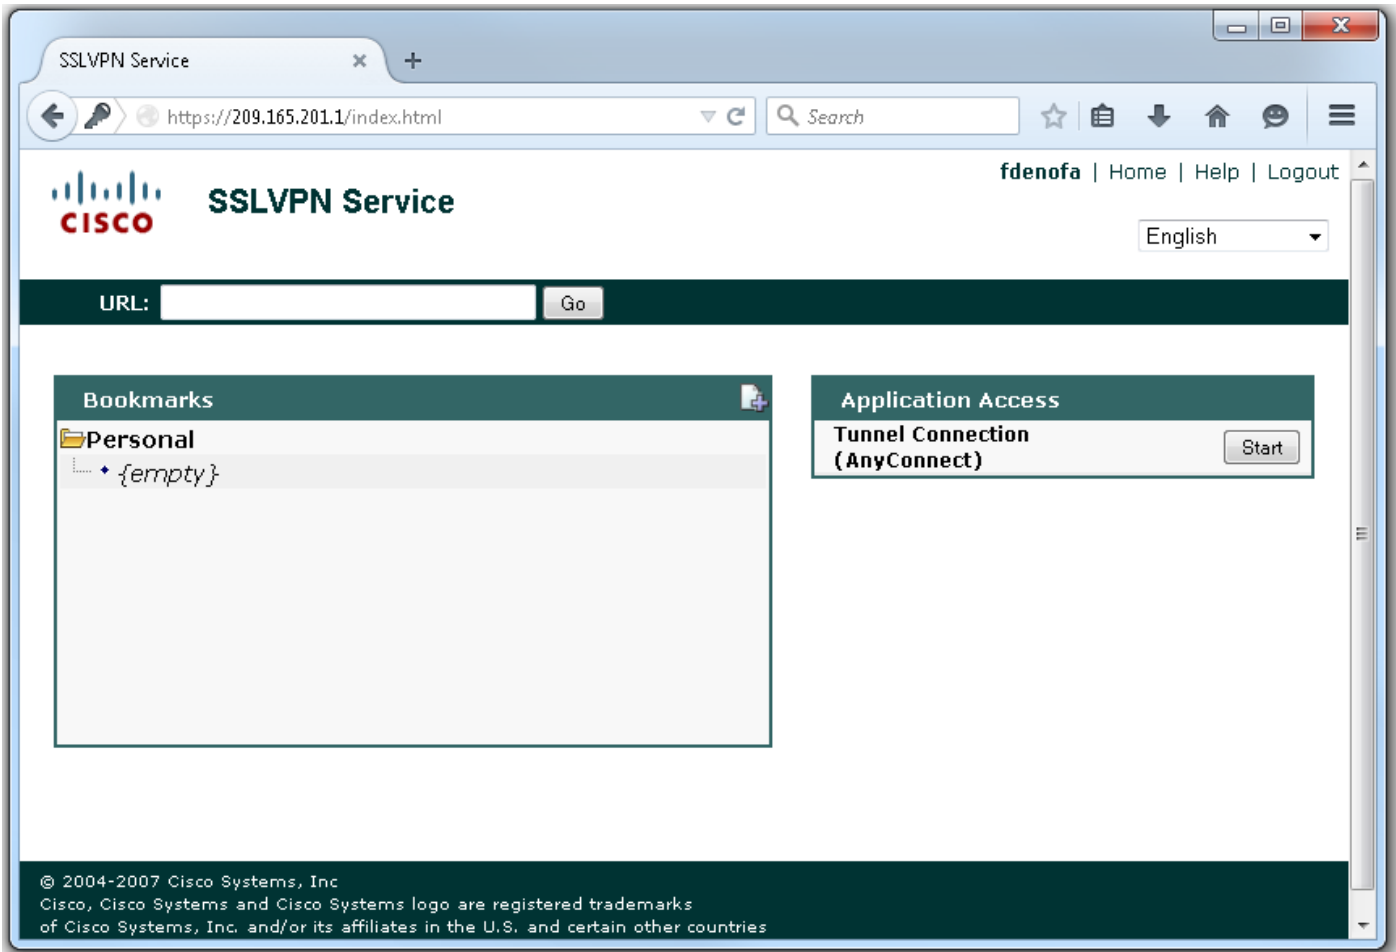 SSLVPN Service
https://209.165.201.1/index.html
Search
fdenofa | Home | Help | Logout
CISCO
SSLVPN Service
English
URL:
Go
Bookmarks
Personal
{empty}
Application Access
Tunnel Connection
(AnyConnect)
Start
© 2004-2007 Cisco Systems, Inc
Cisco, Cisco Systems and Cisco Systems logo are registered trademarks
of Cisco Systems, Inc. and/or its affiliates in the U.S. and certain other countries